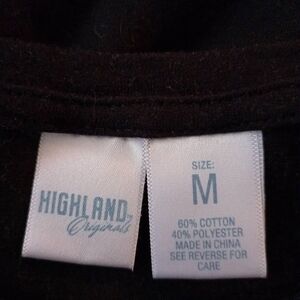 HIGHLAND
Originals
SIZE:
M
60% COTTON
40% POLYESTER
MADE IN CHINA
SEE REVERSE FOR
CARE